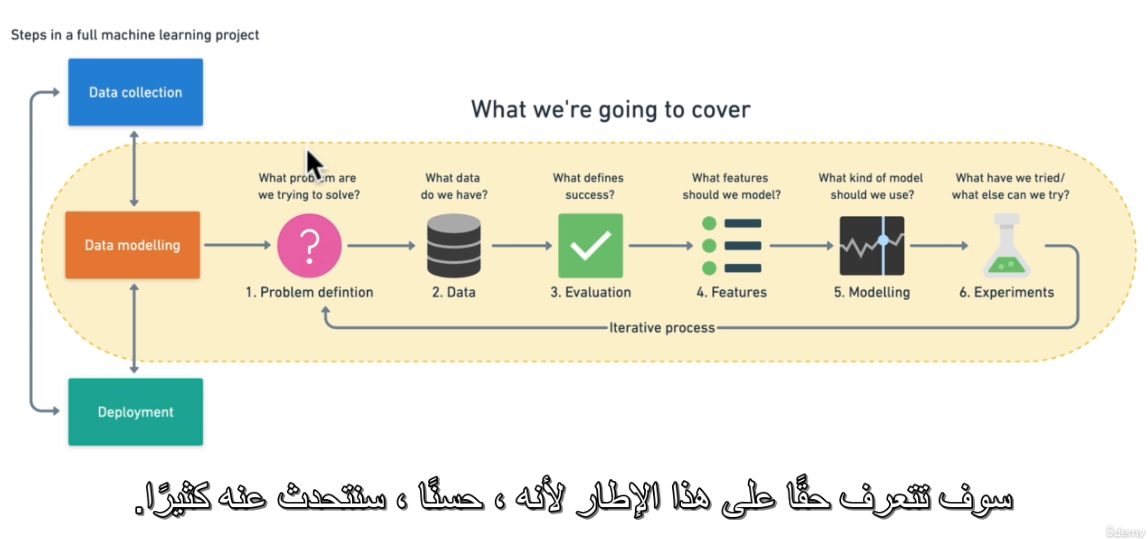 Steps in a full machine learning project
Data collection
What we're going to cover
What problem are
we trying to solve?
What data
do we have?
What defines
success?
What features
should we model?
What kind of model
should we use?
What have we tried/
what else can we try?
Data modelling
?
1. Problem defintion
2. Data
3. Evaluation
4. Features
5. Modelling
6. Experiments
Iterative process
Deployment
سوف تتعرف حقًا على هذا الإطار لأنه ، حسنًا ، سنتحدث عنه كثيرًا.
ûdemy